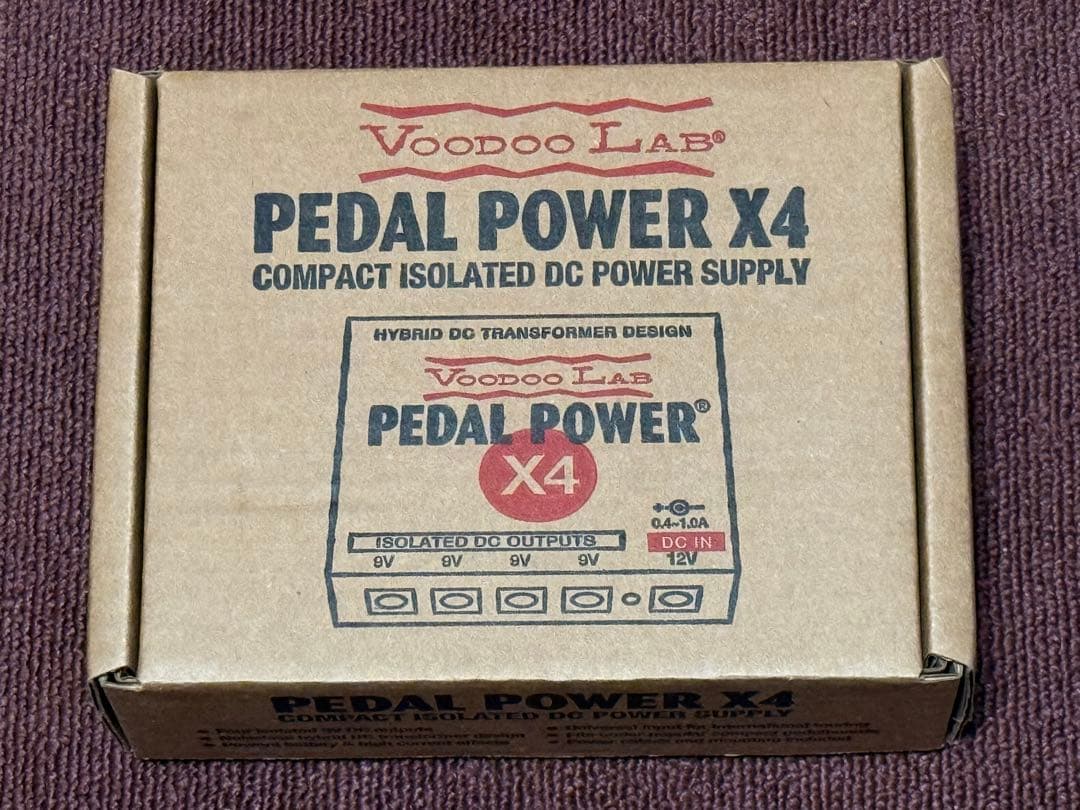 VOODOO LAB®
PEDAL POWER X4
COMPACT ISOLATED DC POWER SUPPLY
HYBRID DC TRANSFORMER DESIGN
VOODOO LAB
PEDAL POWER®
X4
0.4~1.0A
ISOLATED DC OUTPUTS DC IN
9V 9V 9V 9V 12V
PEDAL POWER X4
COMPACT ISOLATED DC POWER SUPPLY